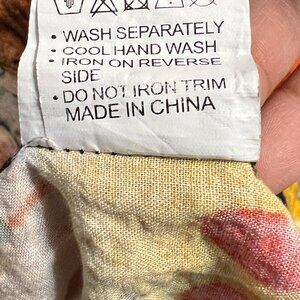 • WASH SEPARATELY
• COOL HAND WASH
• IRON ON REVERSE
SIDE
• DO NOT IRON TRIM
MADE IN CHINA